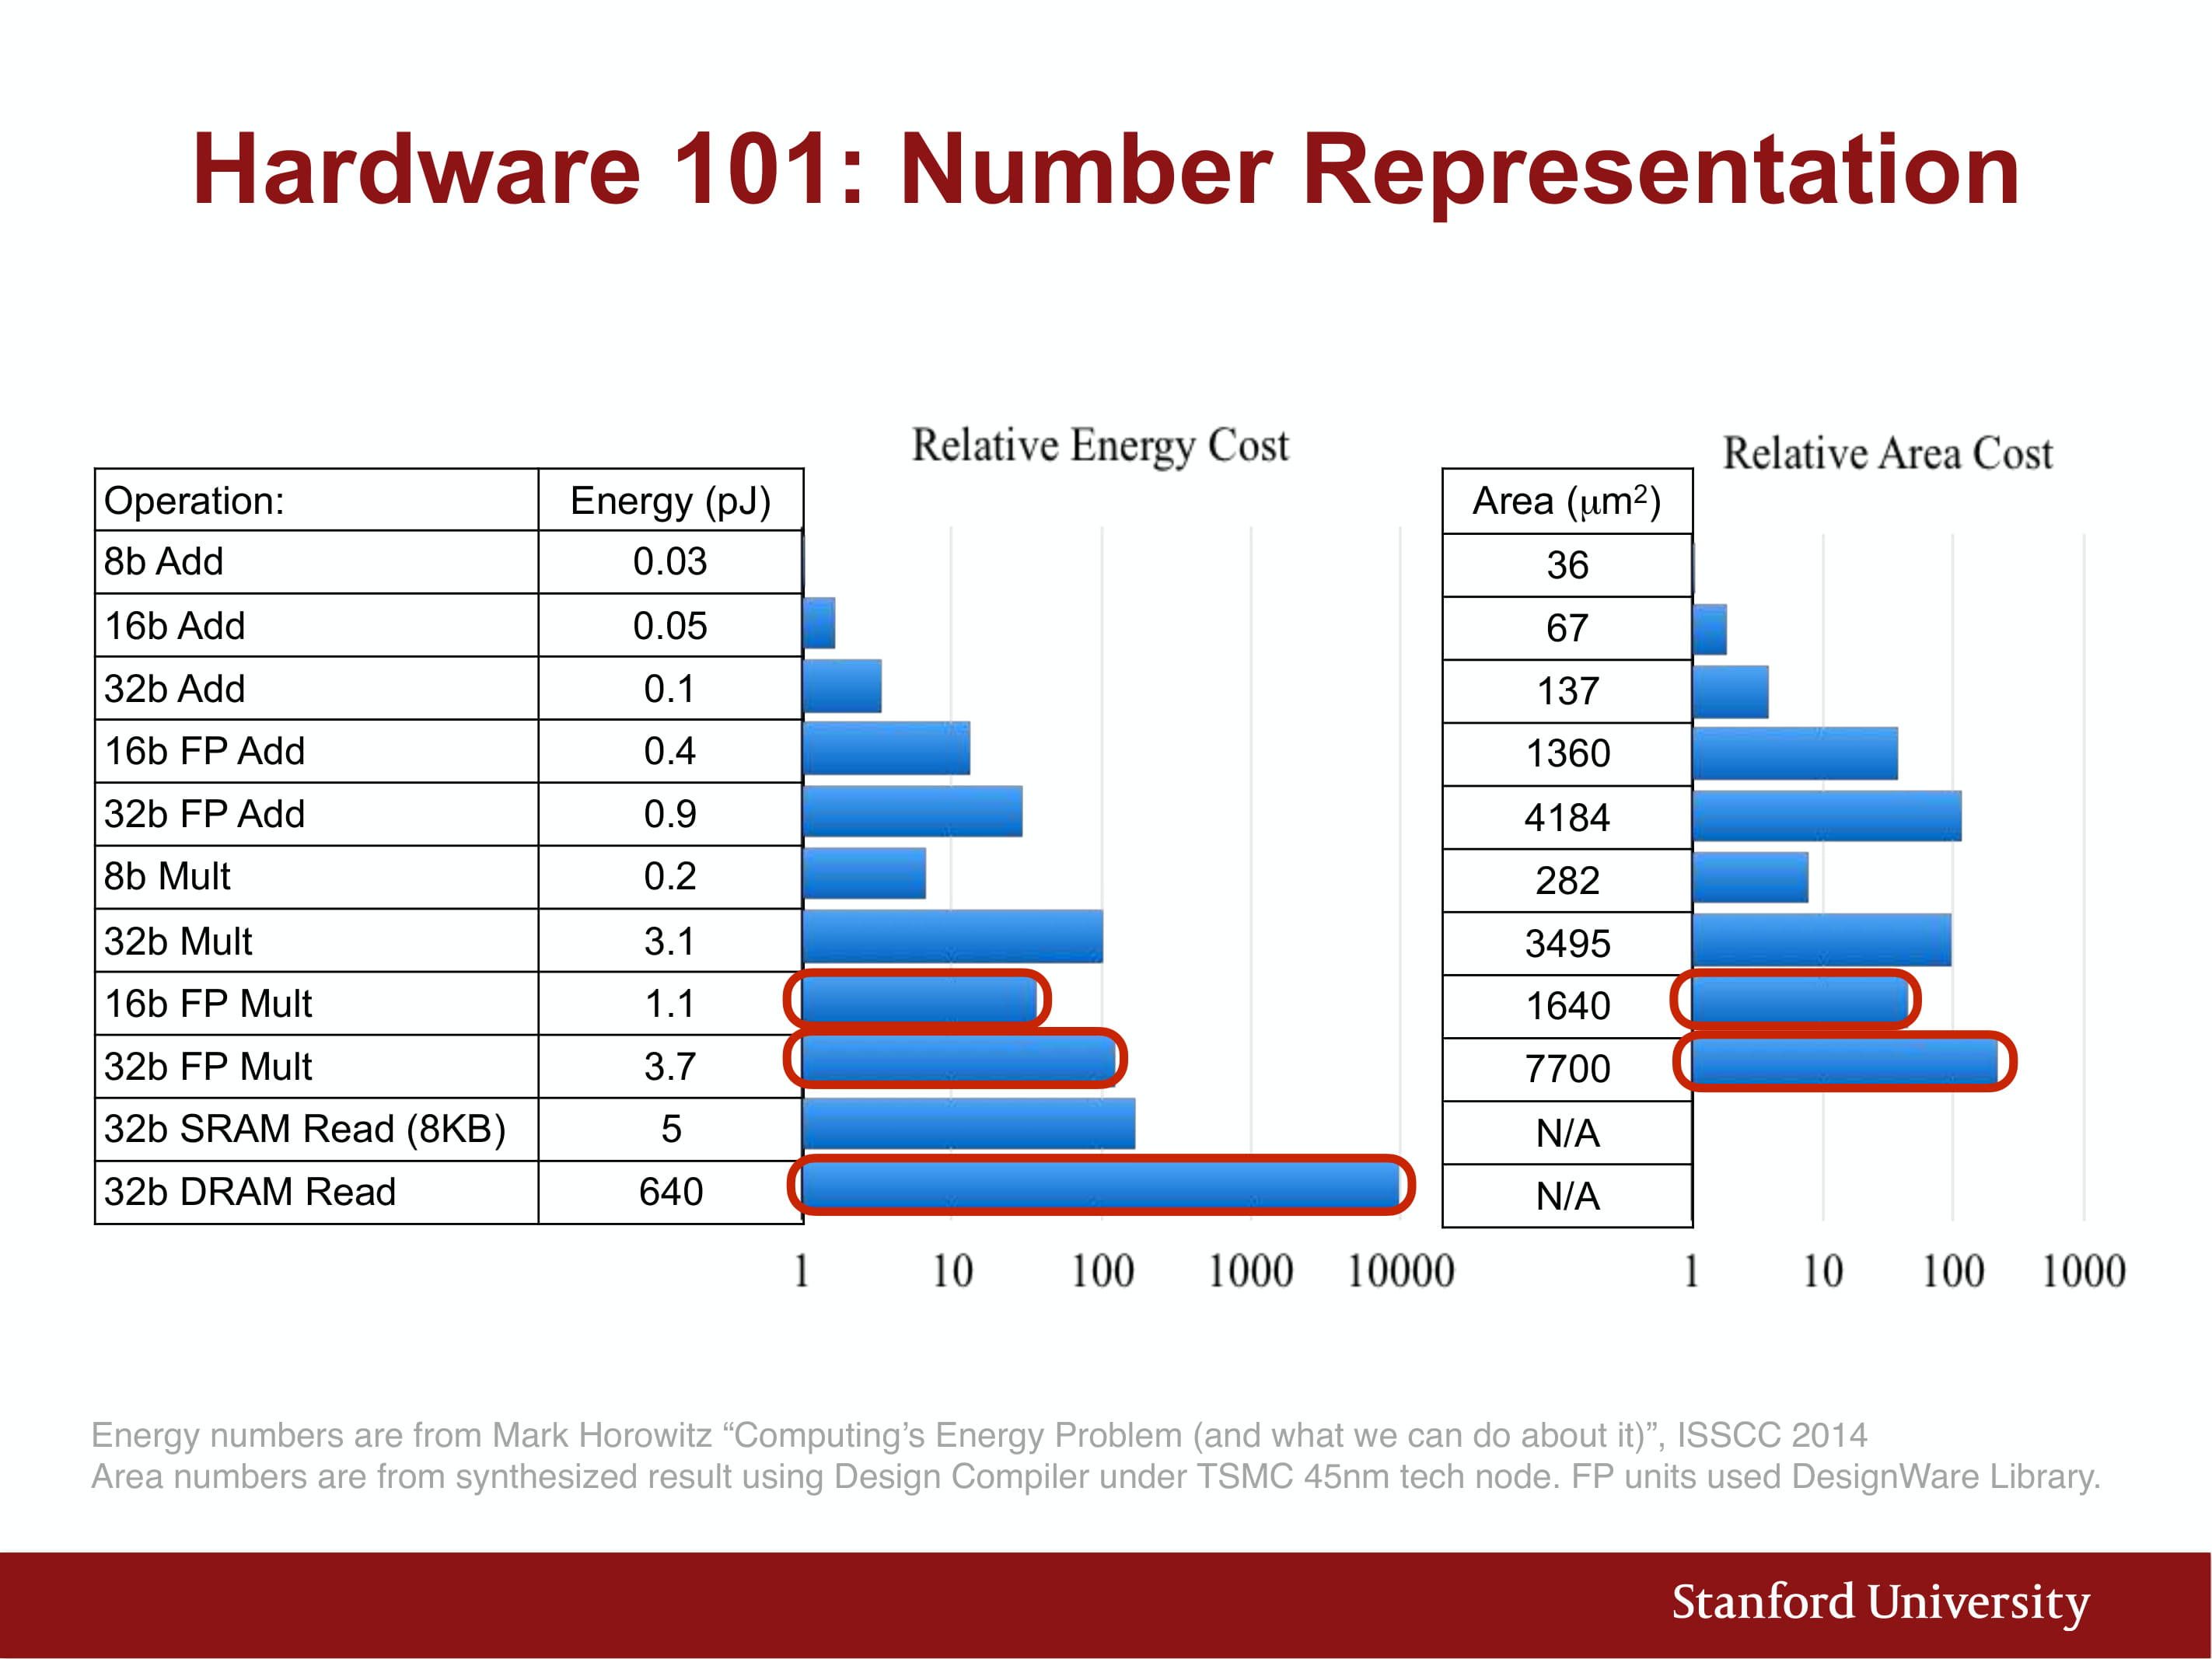 Hardware 101: Number Representation
Relative Energy Cost
Relative Area Cost
Operation: Energy (pJ) Area (μm²)
8b Add 0.03 36
16b Add 0.05 67
32b Add 0.1 137
16b FP Add 0.4 1360
32b FP Add 0.9 4184
8b Mult 0.2 282
32b Mult 3.1 3495
16b FP Mult 1.1 1640
32b FP Mult 3.7 7700
32b SRAM Read (8KB) 5 N/A
32b DRAM Read 640 N/A
1 10 100 1000 10000 1 10 100 1000
Energy numbers are from Mark Horowitz “Computing’s Energy Problem (and what we can do about it)”, ISSCC 2014
Area numbers are from synthesized result using Design Compiler under TSMC 45nm tech node. FP units used DesignWare Library.
Stanford University